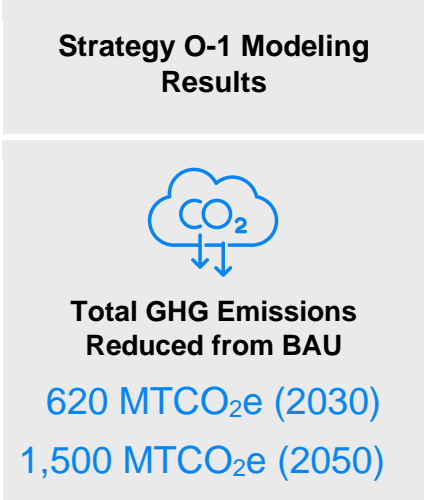 Strategy O-1 Modeling
Results
CO₂
Total GHG Emissions
Reduced from BAU
620 MTCO₂e (2030)
1,500 MTCO₂e (2050)